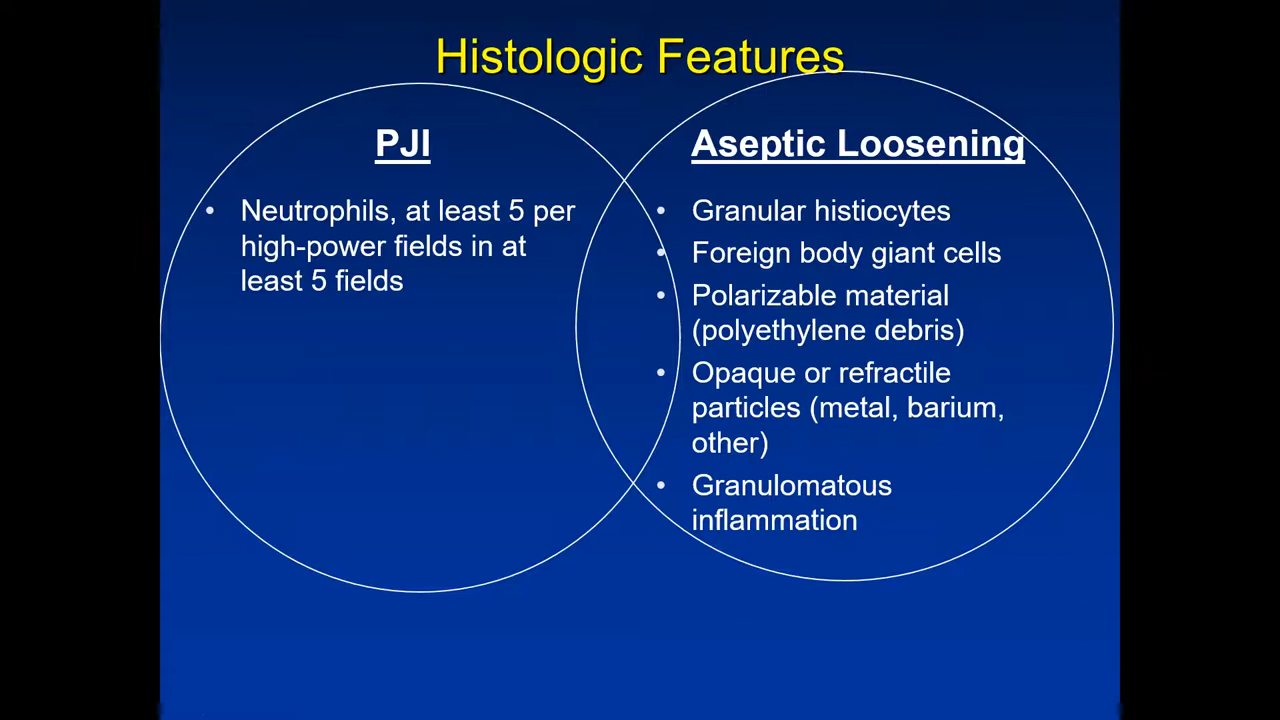 Histologic Features
PJI
• Neutrophils, at least 5 per
high-power fields in at
least 5 fields
Aseptic Loosening
• Granular histiocytes
• Foreign body giant cells
• Polarizable material
(polyethylene debris)
• Opaque or refractile
particles (metal, barium,
other)
• Granulomatous
inflammation